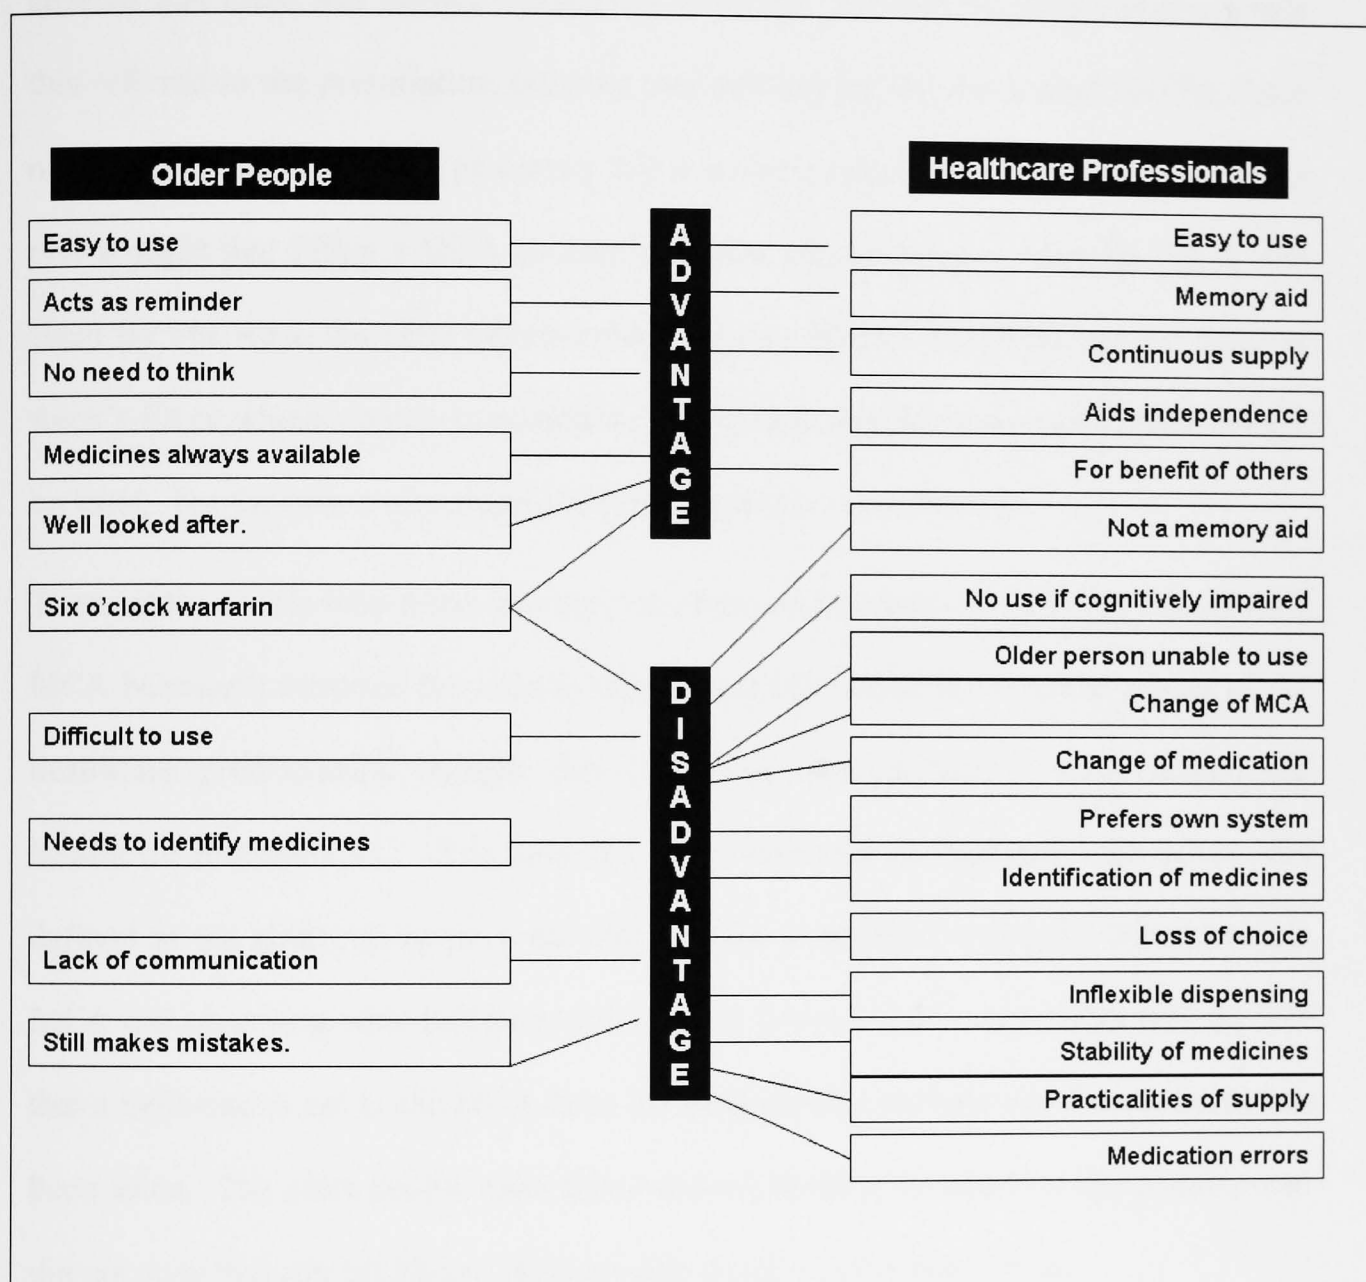 Older People
Easy to use
Acts as reminder
No need to think
Medicines always available
Well looked after.
Six o'clock warfarin
Difficult to use
Needs to identify medicines
Lack of communication
Still makes mistakes.
ADVANTAGE
DISADVANTAGE
Healthcare Professionals
Easy to use
Memory aid
Continuous supply
Aids independence
For benefit of others
Not a memory aid
No use if cognitively impaired
Older person unable to use
Change of MCA
Change of medication
Prefers own system
Identification of medicines
Loss of choice
Inflexible dispensing
Stability of medicines
Practicalities of supply
Medication errors